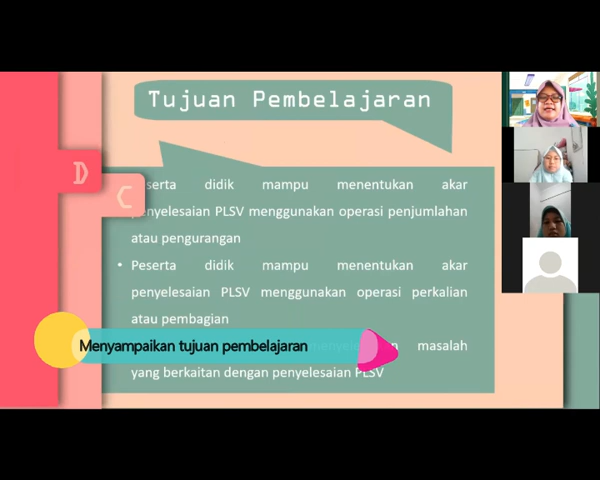 Tujuan Pembelajaran
D
C
serta didik mampu menentukan akar
penyelesaian PLSV menggunakan operasi penjumlahan
atau pengurangan
• Peserta didik mampu menentukan akar
penyelesaian PLSV menggunakan operasi perkalian
atau pembagian
Menyampaikan tujuan pembelajaran
masalah
yang berkaitan dengan penyelesaian PLSV